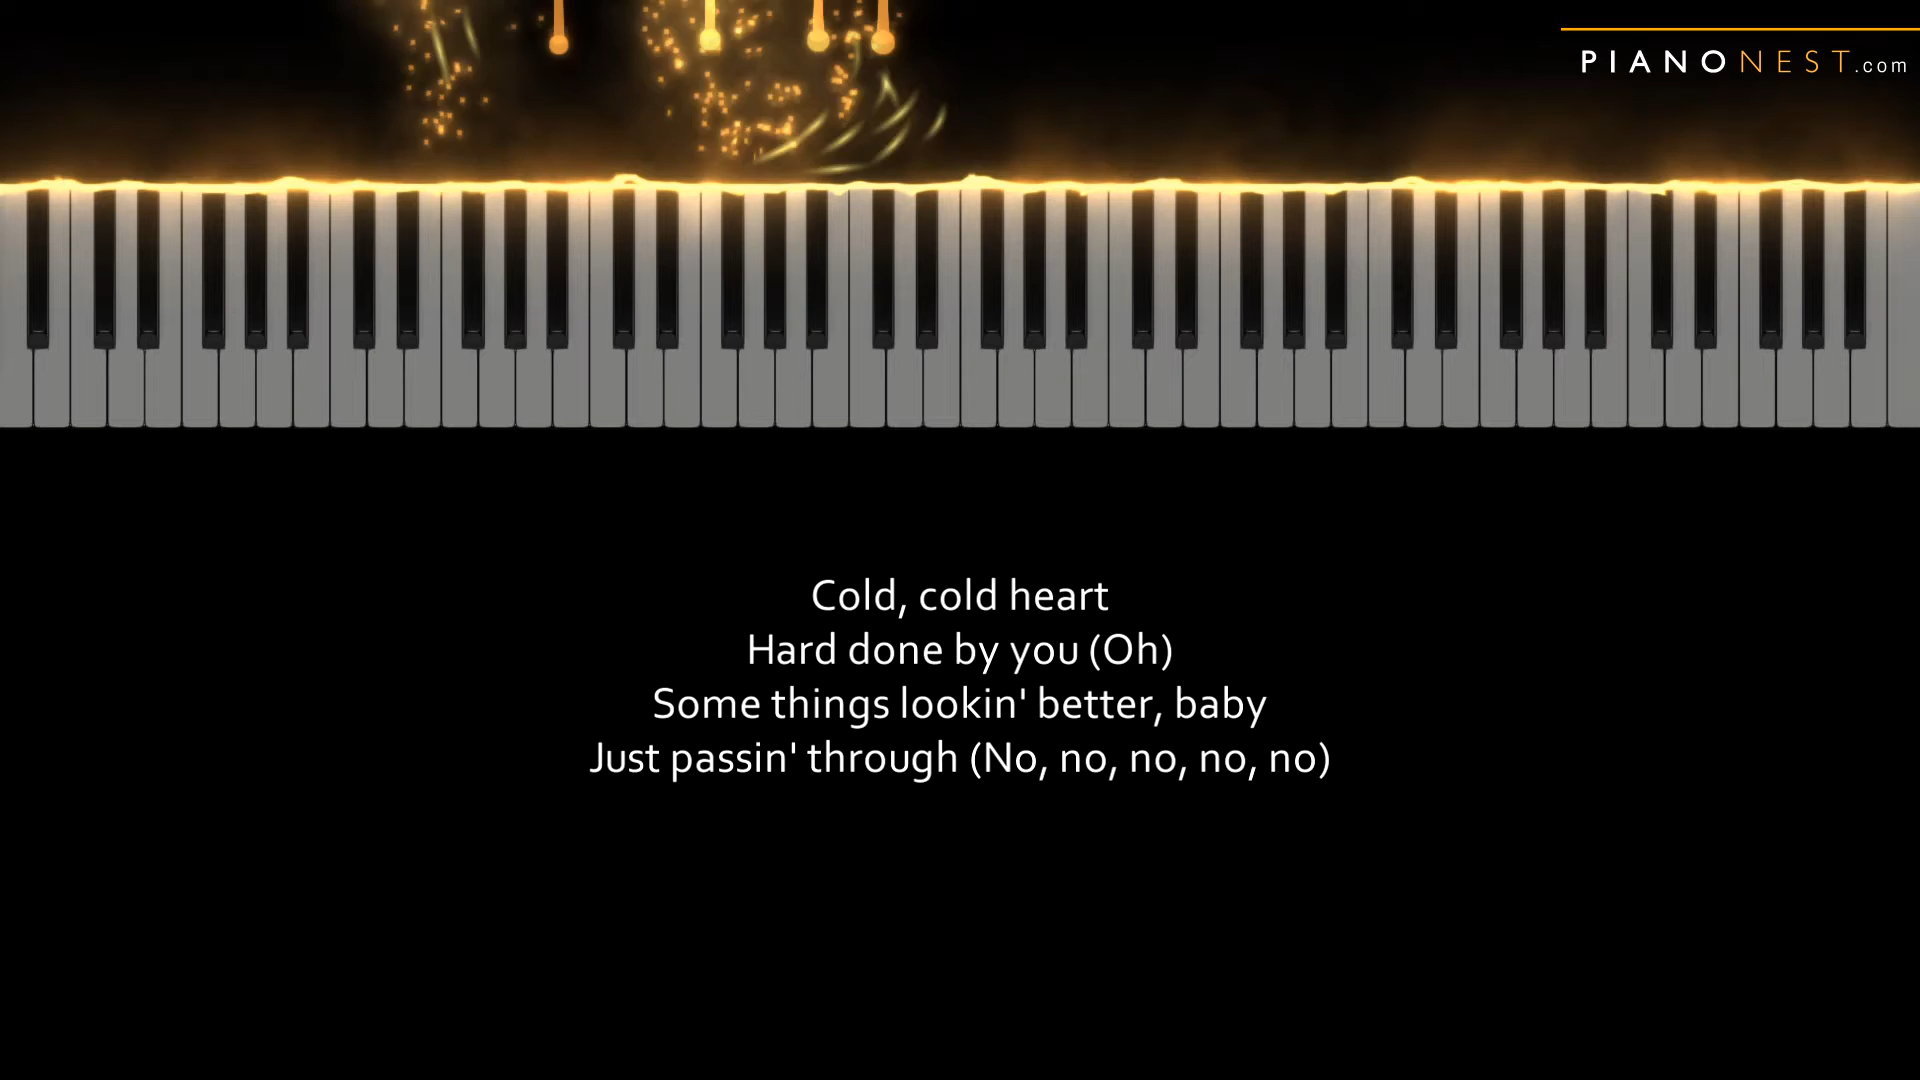 PIANONEST.com
Cold, cold heart
Hard done by you (Oh)
Some things lookin' better, baby
Just passin' through (No, no, no, no, no)